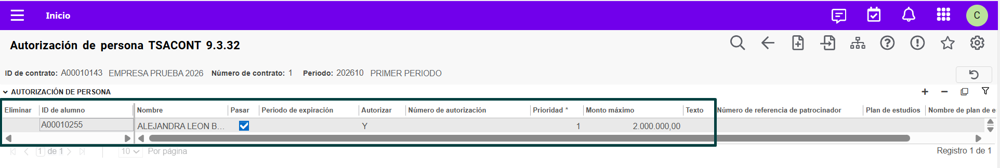 Inicio
C
Autorización de persona TSACONT 9.3.32
ID de contrato: A00010143 EMPRESA PRUEBA 2026 Número de contrato: 1 Periodo: 202610 PRIMER PERIODO
AUTORIZACIÓN DE PERSONA
Eliminar ID de alumno Nombre Pasar Periodo de expiración Autorizar Número de autorización Prioridad * Monto máximo Texto Número de referencia de patrocinador Plan de estudios Nombre de plan de e
A00010255 ALEJANDRA LEON B... Y 1 2.000.000,00
1 de 1 10 Por página Registro 1 de 1